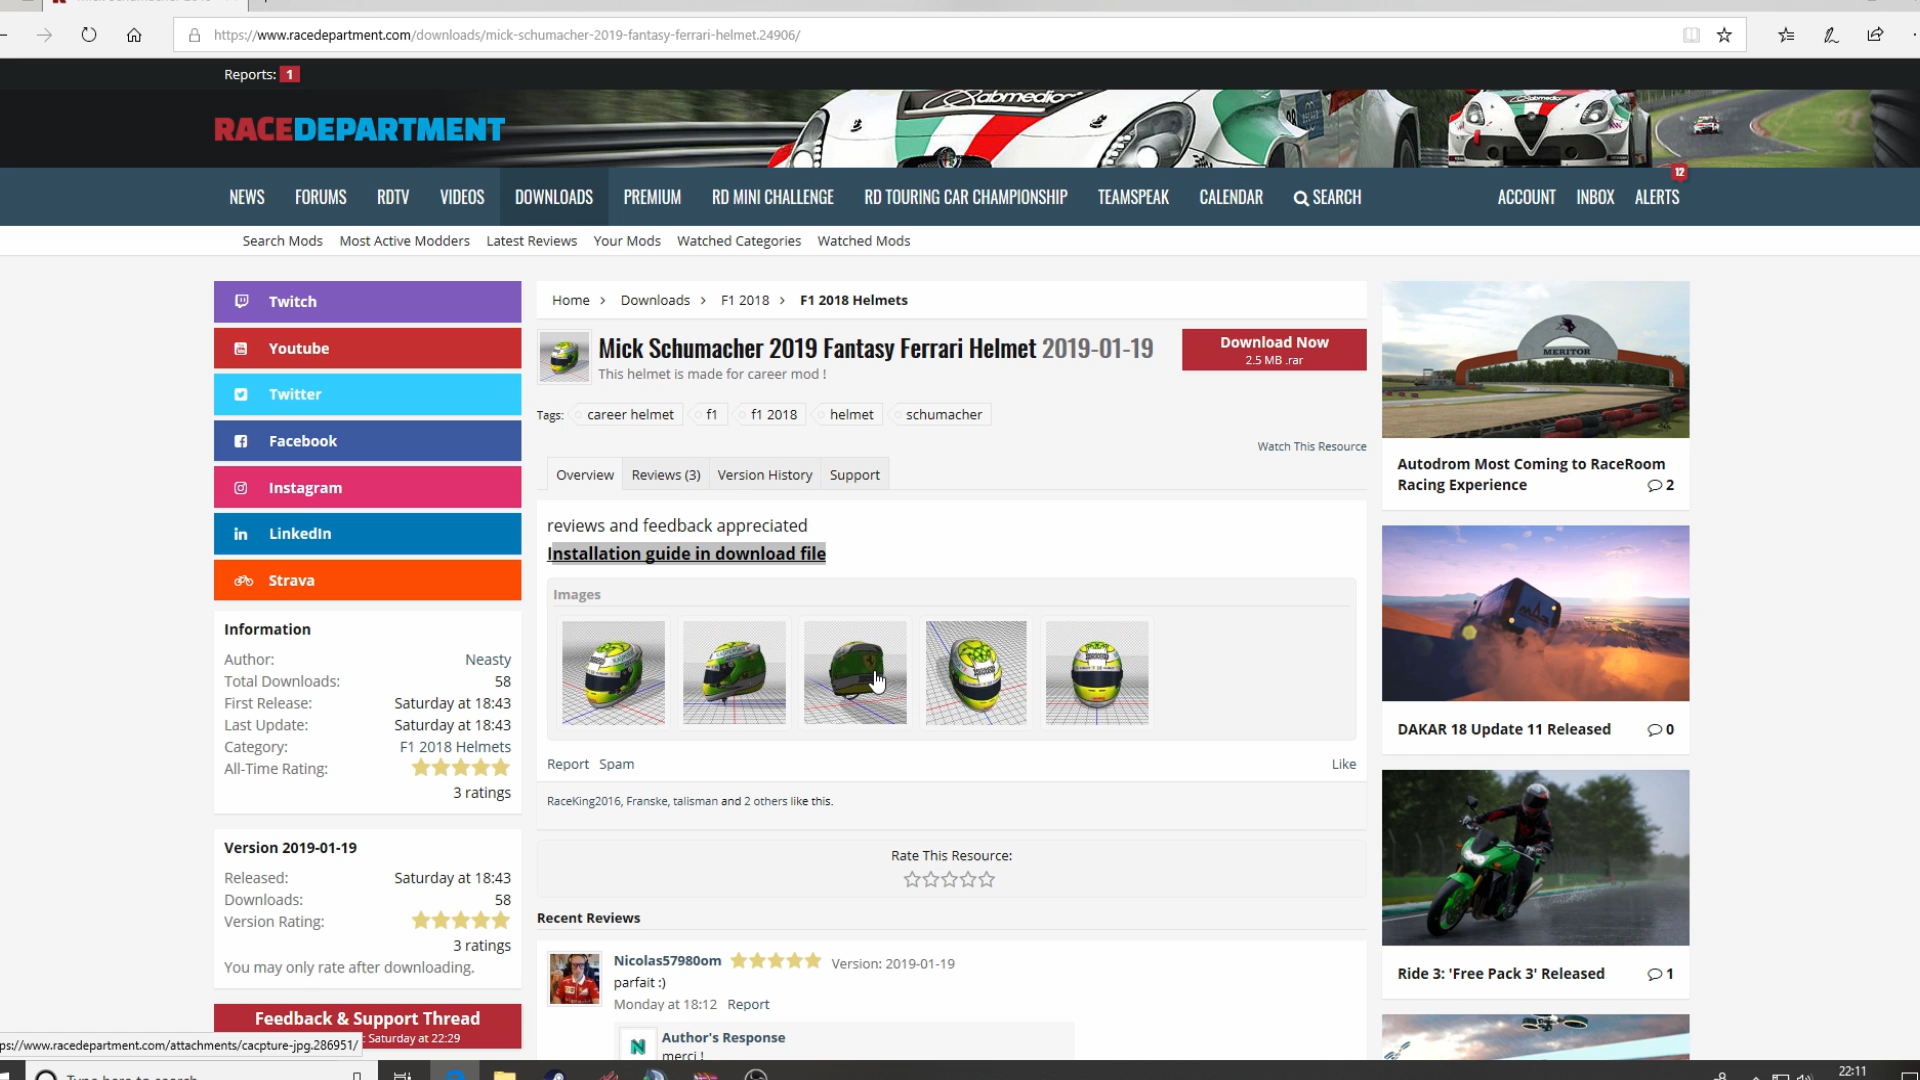 https://www.racedepartment.com/downloads/mick-schumacher-2019-fantasy-ferrari-helmet.24906/
Reports: 1
abmedia
RACEDEPARTMENT
12
NEWS FORUMS RDTV VIDEOS DOWNLOADS PREMIUM RD MINI CHALLENGE RD TOURING CAR CHAMPIONSHIP TEAMSPEAK CALENDAR SEARCH ACCOUNT INBOX ALERTS
Search Mods Most Active Modders Latest Reviews Your Mods Watched Categories Watched Mods
Twitch
Youtube
Twitter
Facebook
Instagram
LinkedIn
Strava
Information
Author: Neasty
Total Downloads: 58
First Release: Saturday at 18:43
Last Update: Saturday at 18:43
Category: F1 2018 Helmets
All-Time Rating:
3 ratings
Version 2019-01-19
Released: Saturday at 18:43
Downloads: 58
Version Rating:
3 ratings
You may only rate after downloading.
Feedback & Support Thread
: Saturday at 22:29
ps://www.racedepartment.com/attachments/cacpture-jpg.286951/
Home > Downloads > F1 2018 > F1 2018 Helmets
Mick Schumacher 2019 Fantasy Ferrari Helmet 2019-01-19
This helmet is made for career mod !
Download Now
2.5 MB .rar
Tags: career helmet f1 f1 2018 helmet schumacher
Watch This Resource
Overview Reviews (3) Version History Support
reviews and feedback appreciated
Installation guide in download file
Images
Report Spam Like
RaceKing2016, Franske, talisman and 2 others like this.
Rate This Resource:
Recent Reviews
Nicolas57980om Version: 2019-01-19
parfait :)
Monday at 18:12 Report
Author's Response
merci !
MERITOR
Autodrom Most Coming to RaceRoom
Racing Experience 2
DAKAR 18 Update 11 Released 0
Ride 3: 'Free Pack 3' Released 1
Type here to search
22:11